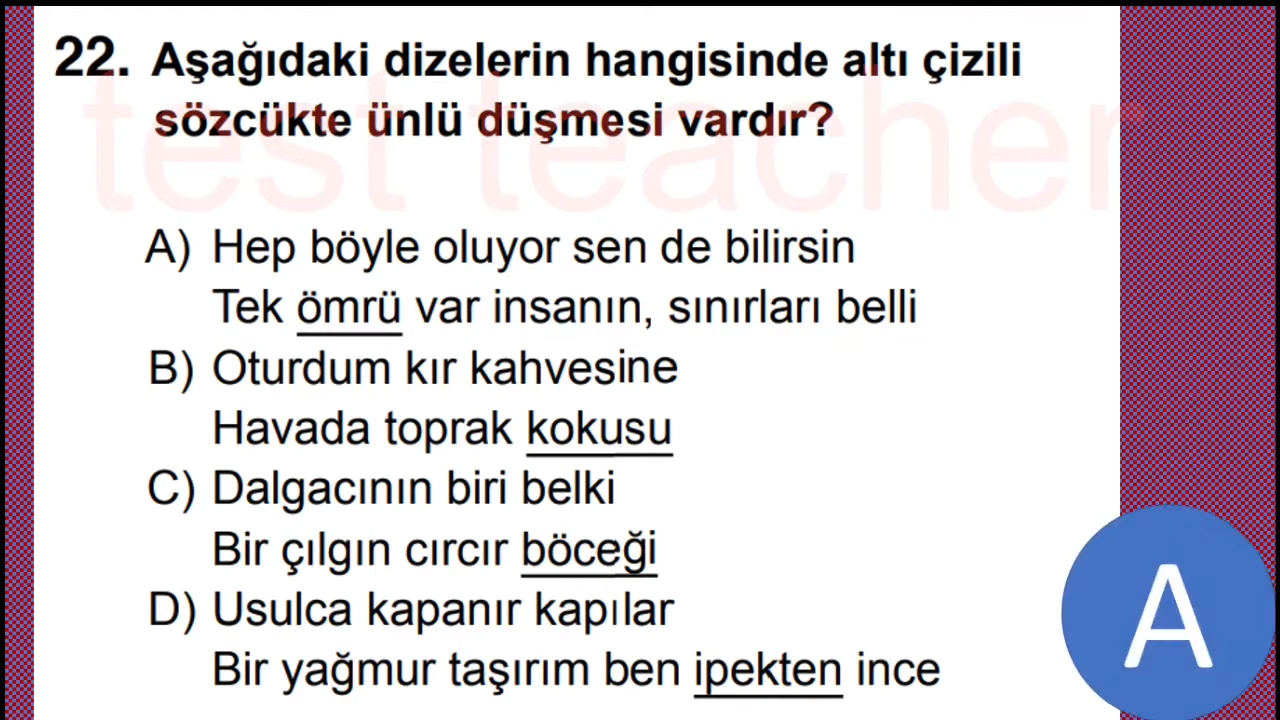 22. Aşağıdaki dizelerin hangisinde altı çizili
sözcükte ünlü düşmesi vardır?
test teacher
A) Hep böyle oluyor sen de bilirsin
Tek ömrü var insanın, sınırları belli
B) Oturdum kır kahvesine
Havada toprak kokusu
C) Dalgacının biri belki
Bir çılgın cırcır böceği
D) Usulca kapanır kapılar
Bir yağmur taşırım ben ipekten ince
A